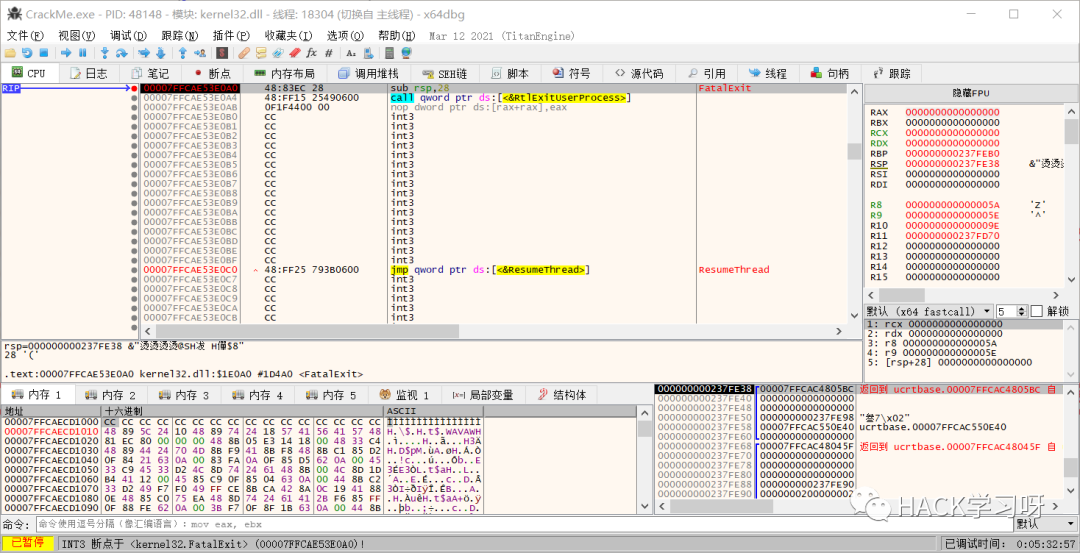 CrackMe.exe - PID: 48148 - 模块: kernel32.dll - 线程: 18304 (切换自 主线程) - x64dbg
文件(F) 视图(V) 调试(D) 跟踪(N) 插件(P) 收藏夹(I) 选项(O) 帮助(H) Mar 12 2021 (TitanEngine)
CPU 日志 笔记 断点 内存布局 调用堆栈 SEH链 脚本 符号 源代码 引用 线程 句柄 跟踪
RIP 00007FFCAE53E0A0 48:83EC 28 sub rsp,28 FatalExit
00007FFCAE53E0A4 48:FF15 25490600 call qword ptr ds:[<&RtlExitUserProcess>]
00007FFCAE53E0AB 0F1F4400 00 nop dword ptr ds:[rax+rax],eax
00007FFCAE53E0B0 CC int3
00007FFCAE53E0B1 CC int3
00007FFCAE53E0B2 CC int3
00007FFCAE53E0B3 CC int3
00007FFCAE53E0B4 CC int3
00007FFCAE53E0B5 CC int3
00007FFCAE53E0B6 CC int3
00007FFCAE53E0B7 CC int3
00007FFCAE53E0B8 CC int3
00007FFCAE53E0B9 CC int3
00007FFCAE53E0BA CC int3
00007FFCAE53E0BB CC int3
00007FFCAE53E0BC CC int3
00007FFCAE53E0BD CC int3
00007FFCAE53E0BE CC int3
00007FFCAE53E0BF CC int3
00007FFCAE53E0C0 48:FF25 793B0600 jmp qword ptr ds:[<&ResumeThread>] ResumeThread
00007FFCAE53E0C7 CC int3
00007FFCAE53E0C8 CC int3
00007FFCAE53E0C9 CC int3
00007FFCAE53E0CA CC int3
00007FFCAE53E0CB CC int3
隐藏FPU
RAX 0000000000000000
RBX 0000000000000000
RCX 0000000000000000
RDX 0000000000000000
RBP 00000000237FEB0
RSP 000000000237FE38 &"烫烫烫
RSI 0000000000000000
RDI 0000000000000000
R8 000000000000005A 'Z'
R9 000000000000005E '^'
R10 000000000000009E
R11 000000000237FD70
R12 0000000000000000
R13 0000000000000000
R14 0000000000000000
R15 0000000000000000
默认 (x64 fastcall) 5 解锁
1: rcx 0000000000000000
2: rdx 0000000000000000
3: r8 000000000000005A
4: r9 000000000000005E
5: [rsp+28] 0000000000000000
rsp=000000000237FE38
28 '('
.text:00007FFCAE53E0A0 kernel32.dll:$1E0A0 #1D4A0 <FatalExit>
内存 1 内存 2 内存 3 内存 4 内存 5 监视 1 局部变量 结构体
地址 十六进制 ASCII
00007FFCAECD1000 CC CC CC CC CC CC CC CC CC CC CC CC CC CC CC CC
00007FFCAECD1010 48 89 5C 24 10 48 89 74 24 18 57 41 56 41 57 48 H.\$.H.t$.WAVAWH
00007FFCAECD1020 81 EC 80 00 00 00 48 8B 05 E3 14 18 00 48 33 C4
00007FFCAECD1030 48 89 44 24 70 4D 8B F9 41 8B F8 48 8B C1 85 D2
00007FFCAECD1040 0F 84 21 63 0A 00 83 FA 0A 0F 85 D5 62 0A 00 45
00007FFCAECD1050 33 C9 45 33 D2 4C 8D 74 24 61 48 8B 00 4C 8D 1D
00007FFCAECD1060 B4 41 12 00 45 85 C9 0F 85 04 63 0A 00 44 8B C2
00007FFCAECD1070 33 D2 49 F7 F0 49 FF CE 8B CA 42 8A 0C 19 41 88
00007FFCAECD1080 0E 48 85 C0 75 EA 48 8D 74 24 61 41 2B F6 85 FF
00007FFCAECD1090 0F 88 FE 62 0A 00 3B F7 0F 8F 1B 63 0A 00 44 8B
000000000237FE38 00007FFCAC4805BC 返回到 ucrtbase.00007FFCAC4805BC 自
000000000237FE40 0000000000000000
000000000237FE48 0000000000000000
000000000237FE50 000000000237FE98 "誊7\x02"
000000000237FE58 00007FFCAC550E40 ucrtbase.00007FFCAC550E40
000000000237FE60 0000000000000000
000000000237FE68 00007FFCAC48045F 返回到 ucrtbase.00007FFCAC48045F 自
000000000237FE70 0000000000000000
000000000237FE78 0000000000000000
000000000237FE80 0000000000000000
000000000237FE88 000000000237FE90
000000000237FE90 0000000200000002
HACK学习呀
命令: 命令使用逗号分隔（像汇编语言）: mov eax, ebx 默认
已暂停 INT3 断点于 <kernel32.FatalExit> (00007FFCAE53E0A0)! 已调试时间: 0:05:32:57